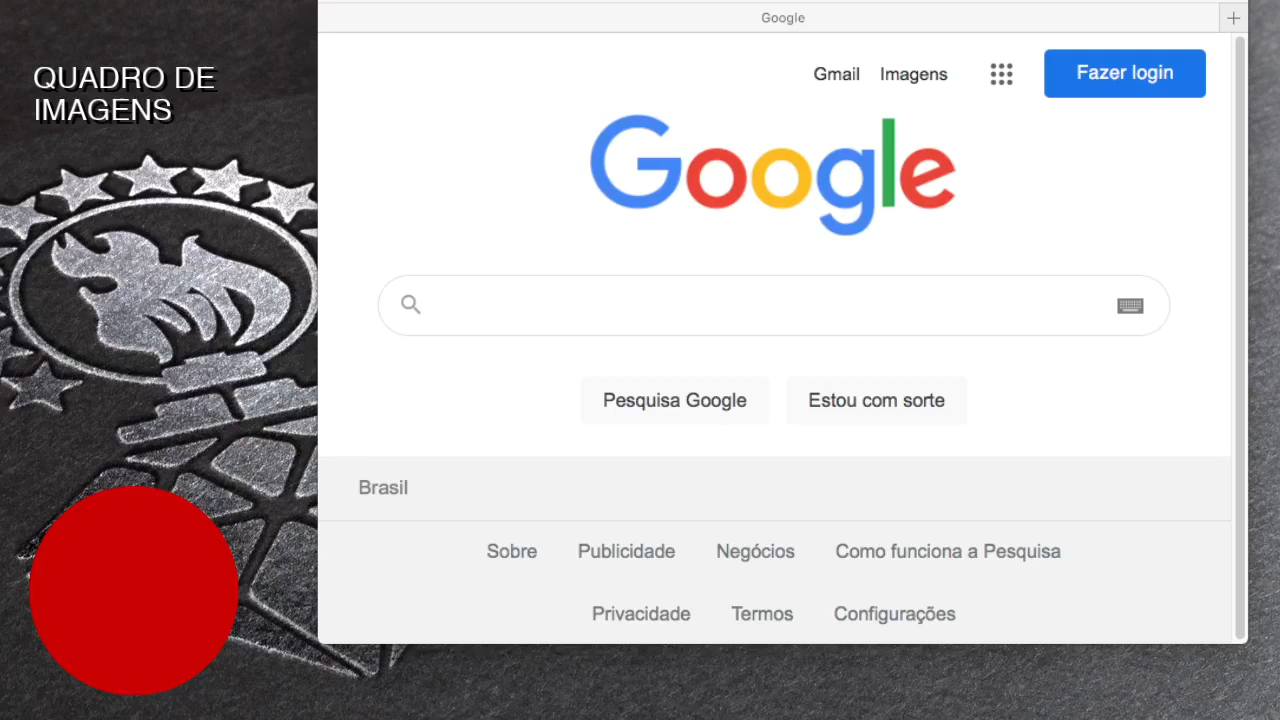 Google
QUADRO DE
IMAGENS
Gmail Imagens Fazer login
Google
Pesquisa Google Estou com sorte
Brasil
Sobre Publicidade Negócios Como funciona a Pesquisa
Privacidade Termos Configurações